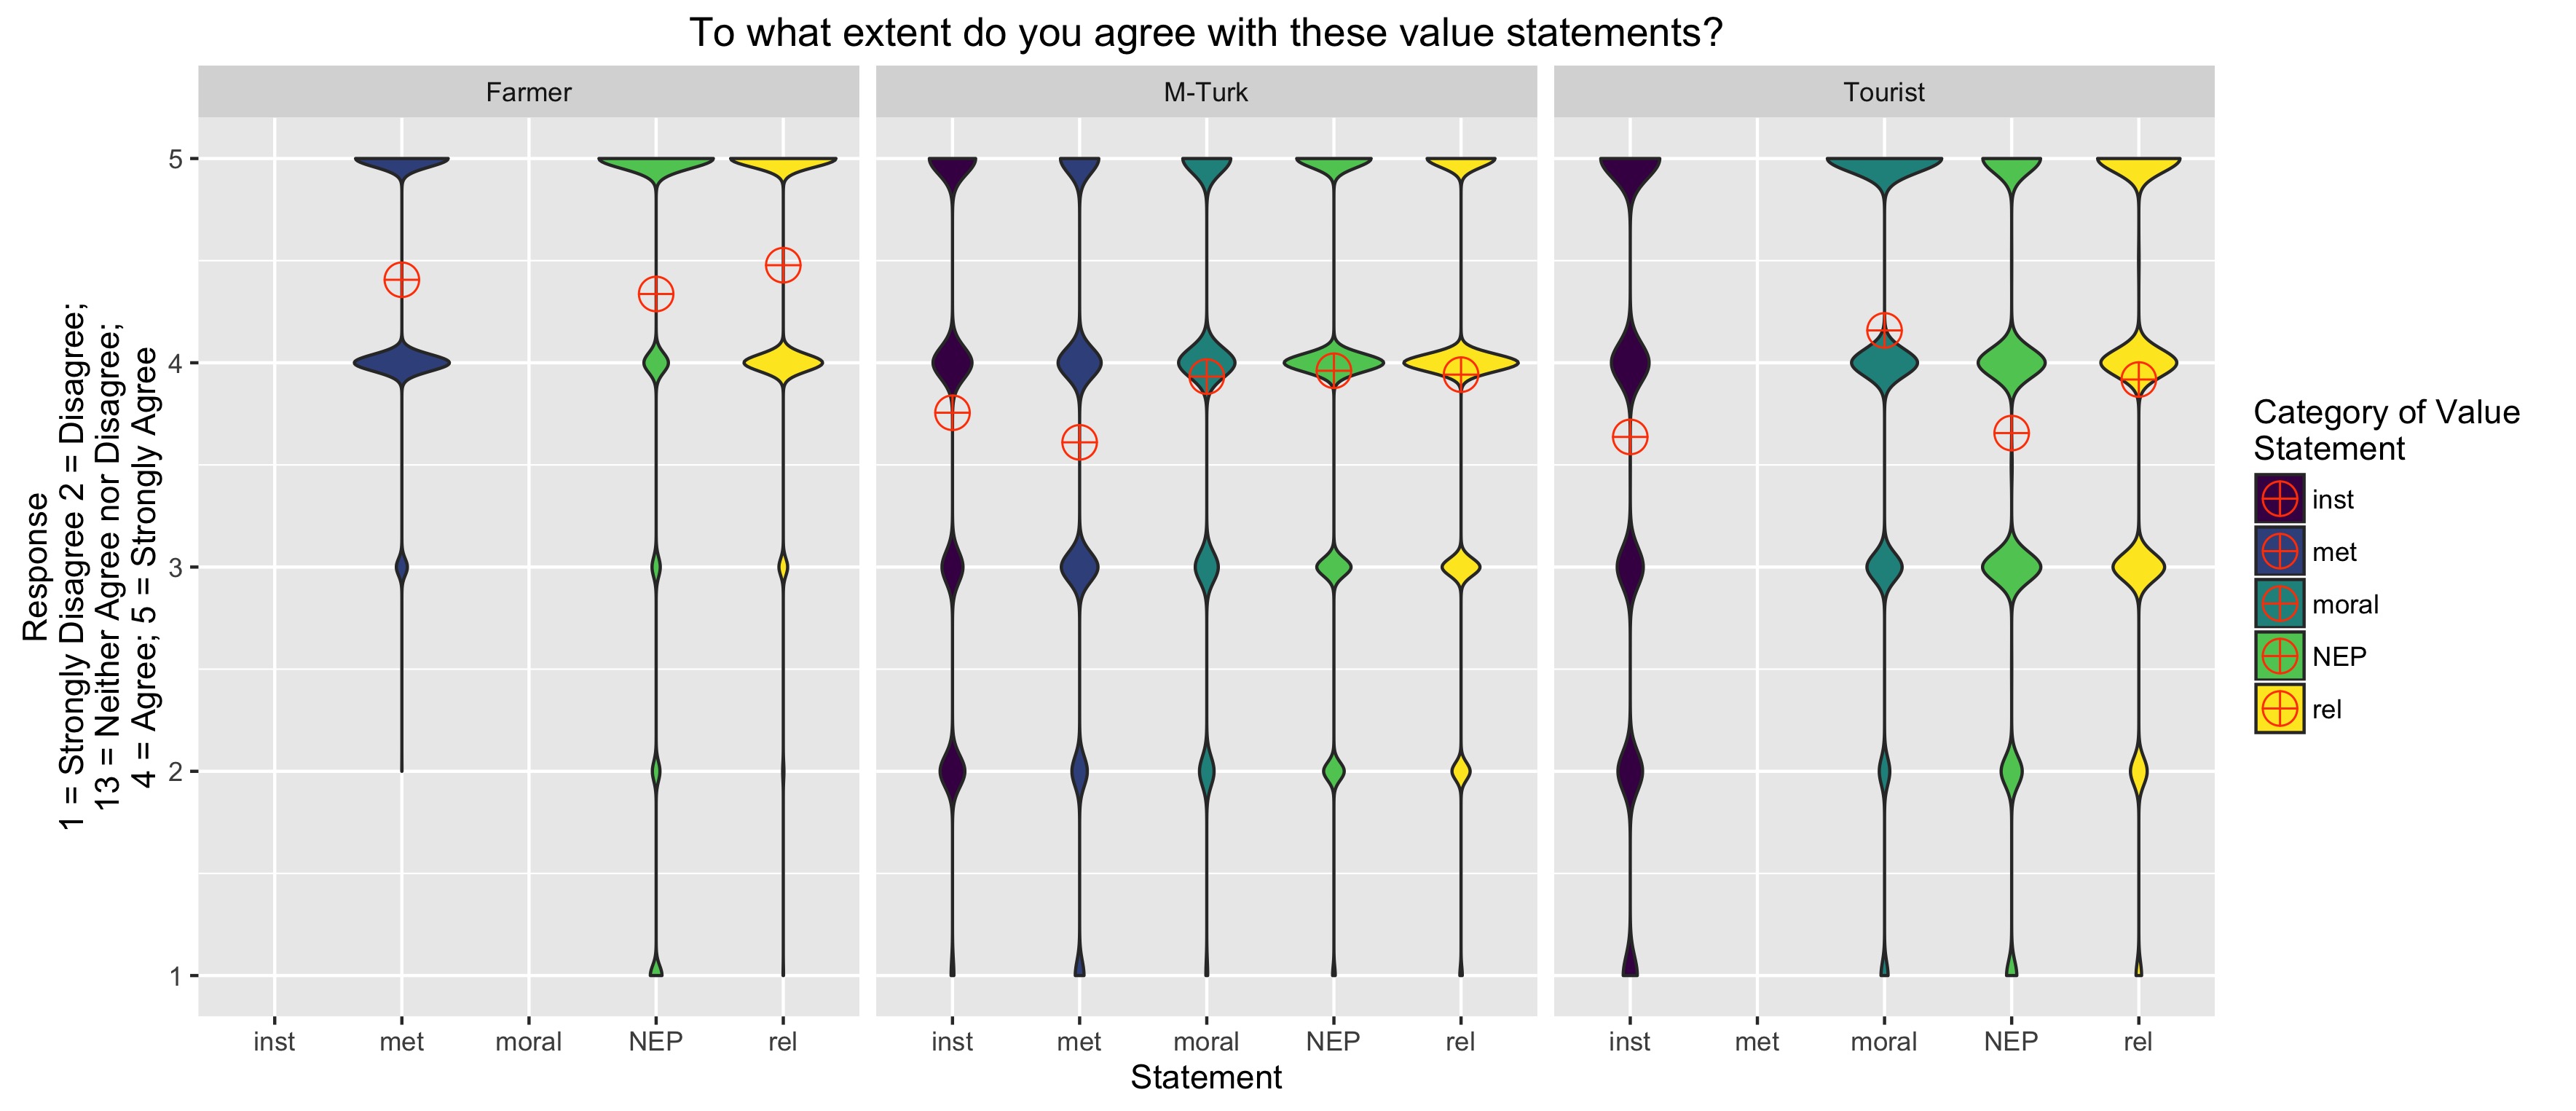 To what extent do you agree with these value statements?
Farmer
M-Turk
Tourist
Response
1 = Strongly Disagree 2 = Disagree;
13 = Neither Agree nor Disagree;
4 = Agree; 5 = Strongly Agree
5
4
3
2
1
inst met moral NEP rel
inst met moral NEP rel
inst met moral NEP rel
Statement
Category of Value
Statement
inst
met
moral
NEP
rel